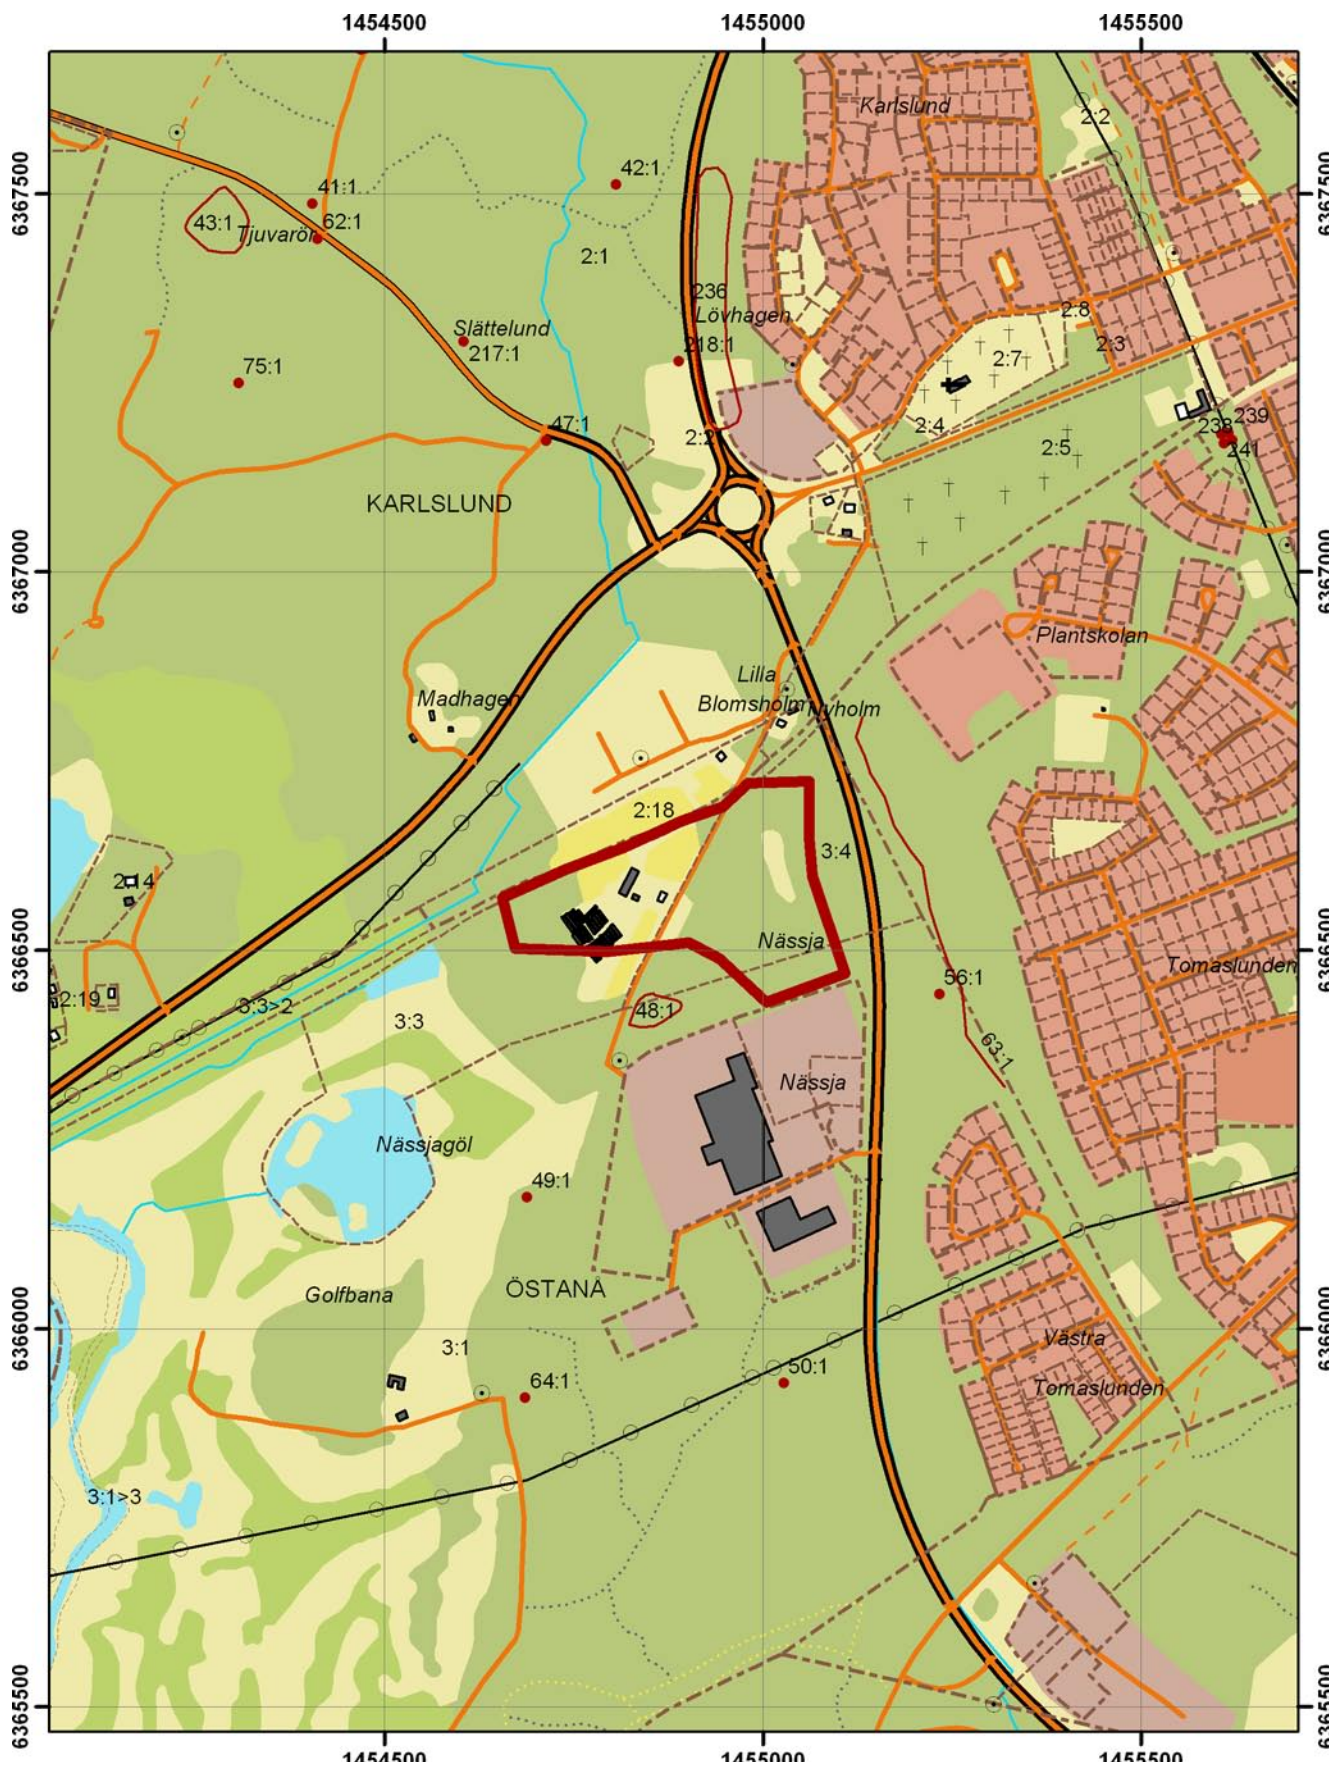 1454500
1455000
1455500
6367500
6367500
6367000
6367000
6366500
6366500
6366000
6366000
6365500
6365500
Karlslund
2:2
42:1
41:1
43:1
62:1
Tjuvarör
2:1
236
Lövhagen
2:8
Slättelund
217:1
218:1
2:3
2:7
75:1
47:1
2:2
2:4
2:5
239
238
241
KARLSLUND
Plantskolan
Madhagen
Lilla
Blomsholm
Nyholm
2:18
3:4
2:14
Nässja
56:1
Tomaslunden
2:19
3:3>2
3:3
48:1
63:1
Nässja
Nässjagöl
49:1
Golfbana
ÖSTANÅ
3:1
64:1
50:1
Västra
Tomaslunden
3:1>3
1454500
1455000
1455500